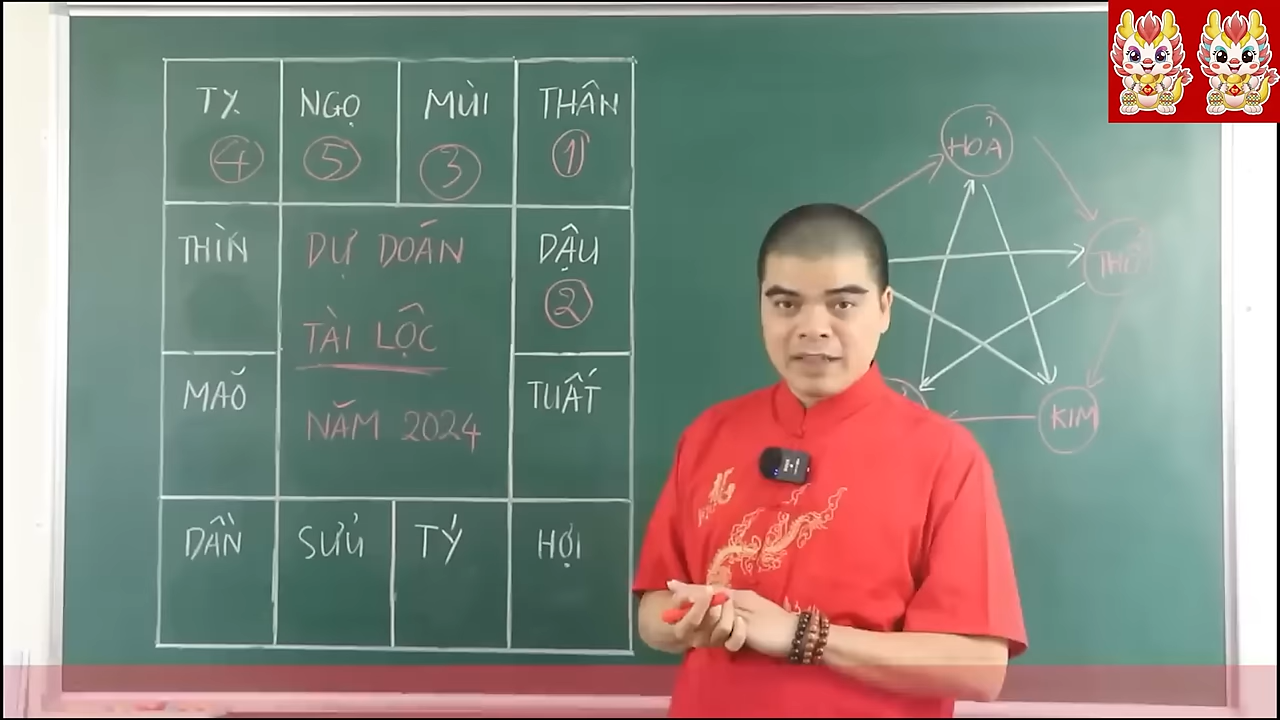 TỴ NGỌ MÙI THÂN
4 5 3 1
THÌN DỰ ĐOÁN DẬU
2
TÀI LỘC
MAÕ TUẤT
NĂM 2024
DẦN SỬU TÝ HỢI
HỎA
THỔ
KIM